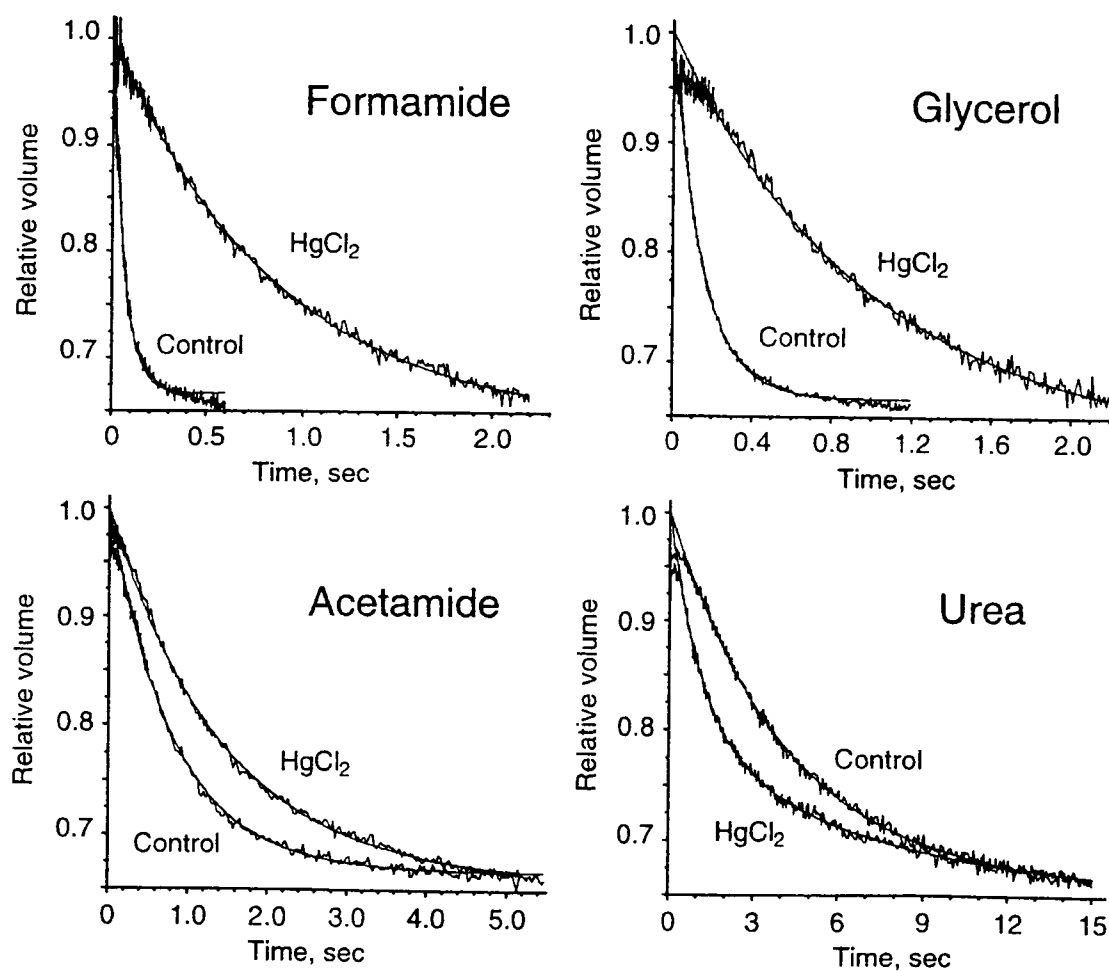 Formamide
Relative volume
1.0
0.9
0.8
0.7
HgCl₂
Control
0 0.5 1.0 1.5 2.0
Time, sec
Glycerol
Relative volume
1.0
0.9
0.8
0.7
HgCl₂
Control
0 0.4 0.8 1.2 1.6 2.0
Time, sec
Acetamide
Relative volume
1.0
0.9
0.8
0.7
HgCl₂
Control
0 1.0 2.0 3.0 4.0 5.0
Time, sec
Urea
Relative volume
1.0
0.9
0.8
0.7
Control
HgCl₂
0 3 6 9 12 15
Time, sec